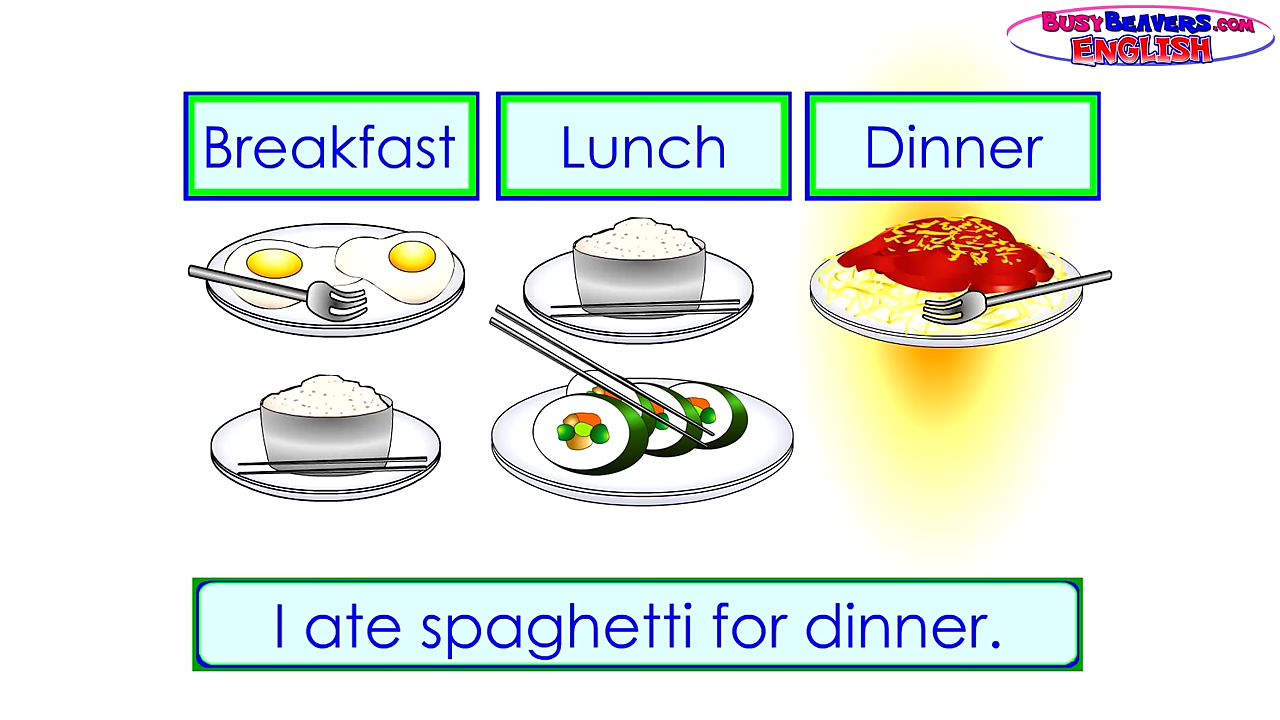 BUSYBEAVERS.COM
ENGLISH
Breakfast
Lunch
Dinner
I ate spaghetti for dinner.